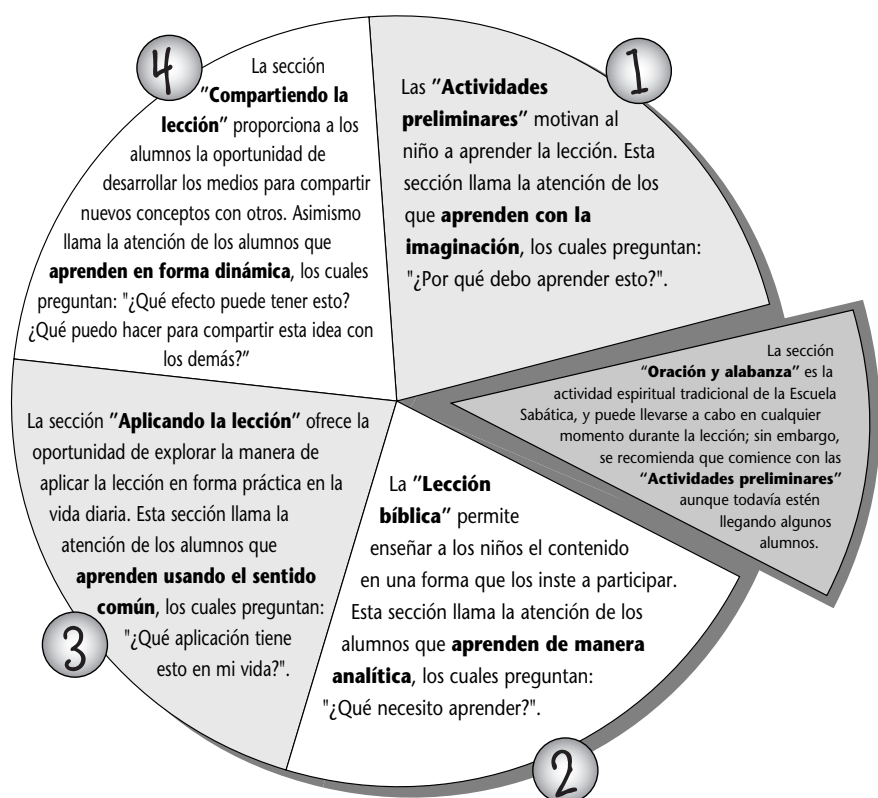 1
Las "Actividades
preliminares" motivan al
niño a aprender la lección. Esta
sección llama la atención de los
que aprenden con la
imaginación, los cuales preguntan:
"¿Por qué debo aprender esto?".
La sección
"Oración y alabanza" es la
actividad espiritual tradicional de la Escuela
Sabática, y puede llevarse a cabo en cualquier
momento durante la lección; sin embargo,
se recomienda que comience con las
"Actividades preliminares"
aunque todavía estén
llegando algunos
alumnos.
La "Lección
bíblica" permite
enseñar a los niños el contenido
en una forma que los inste a participar.
Esta sección llama la atención de los
alumnos que aprenden de manera
analítica, los cuales preguntan:
"¿Qué necesito aprender?".
2
La sección "Aplicando la lección" ofrece la
oportunidad de explorar la manera de
aplicar la lección en forma práctica en la
vida diaria. Esta sección llama la
atención de los alumnos que
aprenden usando el sentido
común, los cuales preguntan:
"¿Qué aplicación tiene
esto en mi vida?".
3
4
La sección
"Compartiendo la
lección" proporciona a los
alumnos la oportunidad de
desarrollar los medios para compartir
nuevos conceptos con otros. Asimismo
llama la atención de los alumnos que
aprenden en forma dinámica, los cuales
preguntan: "¿Qué efecto puede tener esto?
¿Qué puedo hacer para compartir esta idea con
los demás?"